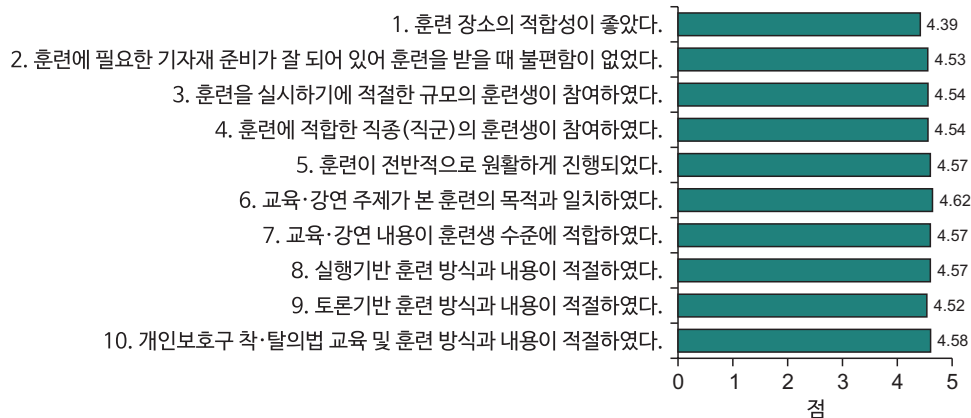 1. 훈련 장소의 적합성이 좋았다. 4.39
2. 훈련에 필요한 기자재 준비가 잘 되어 있어 훈련을 받을 때 불편함이 없었다. 4.53
3. 훈련을 실시하기에 적절한 규모의 훈련생이 참여하였다. 4.54
4. 훈련에 적합한 직종(직군)의 훈련생이 참여하였다. 4.54
5. 훈련이 전반적으로 원활하게 진행되었다. 4.57
6. 교육·강연 주제가 본 훈련의 목적과 일치하였다. 4.62
7. 교육·강연 내용이 훈련생 수준에 적합하였다. 4.57
8. 실행기반 훈련 방식과 내용이 적절하였다. 4.57
9. 토론기반 훈련 방식과 내용이 적절하였다. 4.52
10. 개인보호구 착·탈의법 교육 및 훈련 방식과 내용이 적절하였다. 4.58
0 1 2 3 4 5
점